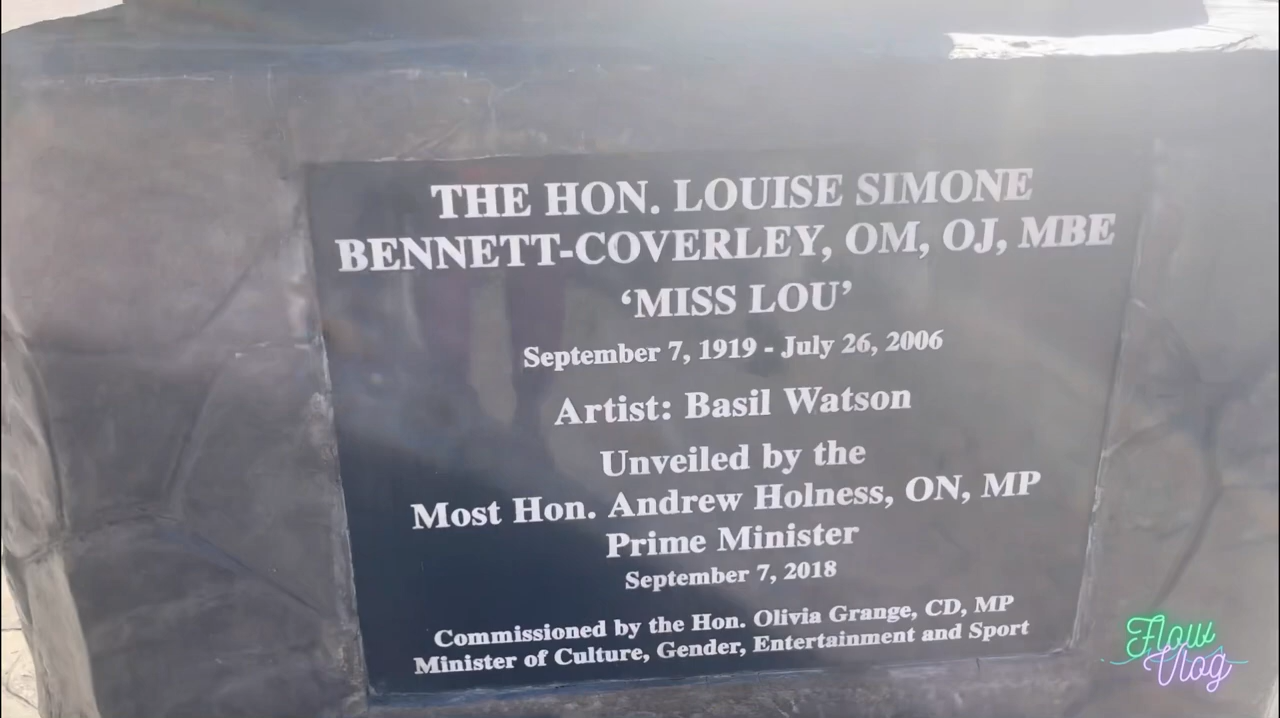 THE HON. LOUISE SIMONE
BENNETT-COVERLEY, OM, OJ, MBE
‘MISS LOU’
September 7, 1919 - July 26, 2006
Artist: Basil Watson
Unveiled by the
Most Hon. Andrew Holness, ON, MP
Prime Minister
September 7, 2018
Commissioned by the Hon. Olivia Grange, CD, MP
Minister of Culture, Gender, Entertainment and Sport
Flow
Vlog